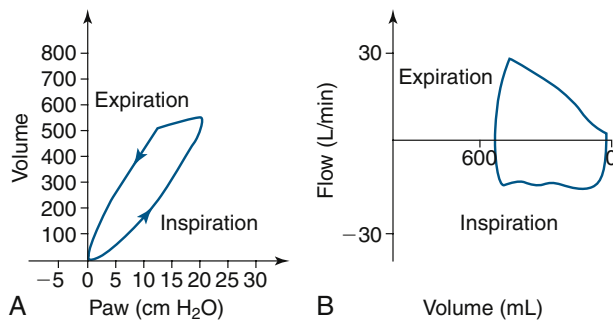 800
700
600
500
400
300
200
100
Volume
Expiration
Inspiration
−5 0 5 10 15 20 25 30
A Paw (cm H₂O)
30
Flow (L/min)
Expiration
600 0
Inspiration
−30
B Volume (mL)